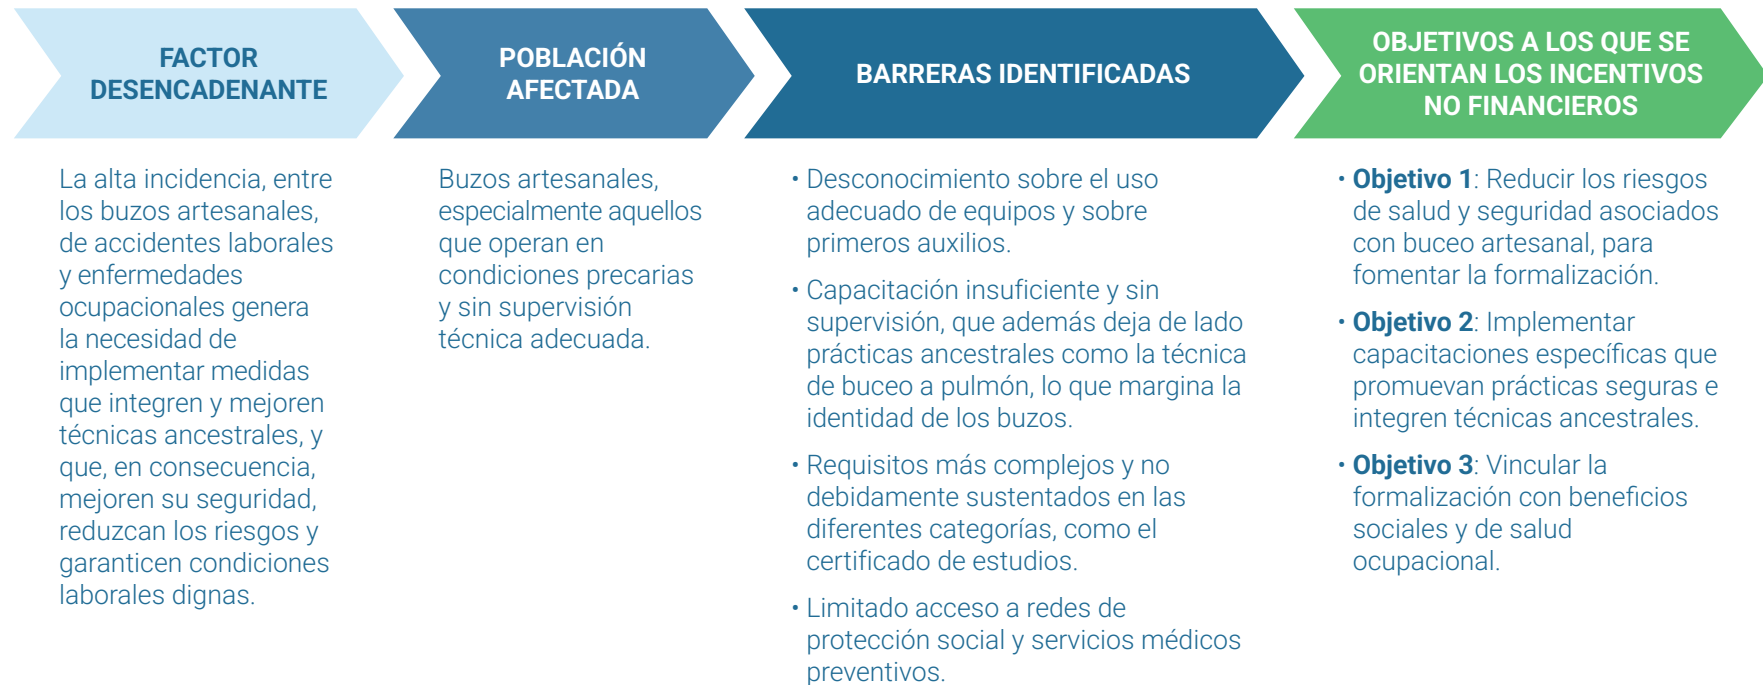 FACTOR
DESENCADENANTE
La alta incidencia, entre
los buzos artesanales,
de accidentes laborales
y enfermedades
ocupacionales genera
la necesidad de
implementar medidas
que integren y mejoren
técnicas ancestrales, y
que, en consecuencia,
mejoren su seguridad,
reduzcan los riesgos y
garanticen condiciones
laborales dignas.
POBLACIÓN
AFECTADA
Buzos artesanales,
especialmente aquellos
que operan en
condiciones precarias
y sin supervisión
técnica adecuada.
BARRERAS IDENTIFICADAS
• Desconocimiento sobre el uso
adecuado de equipos y sobre
primeros auxilios.
• Capacitación insuficiente y sin
supervisión, que además deja de lado
prácticas ancestrales como la técnica
de buceo a pulmón, lo que margina la
identidad de los buzos.
• Requisitos más complejos y no
debidamente sustentados en las
diferentes categorías, como el
certificado de estudios.
• Limitado acceso a redes de
protección social y servicios médicos
preventivos.
OBJETIVOS A LOS QUE SE
ORIENTAN LOS INCENTIVOS
NO FINANCIEROS
• Objetivo 1: Reducir los riesgos
de salud y seguridad asociados
con buceo artesanal, para
fomentar la formalización.
• Objetivo 2: Implementar
capacitaciones específicas que
promuevan prácticas seguras e
integren técnicas ancestrales.
• Objetivo 3: Vincular la
formalización con beneficios
sociales y de salud
ocupacional.